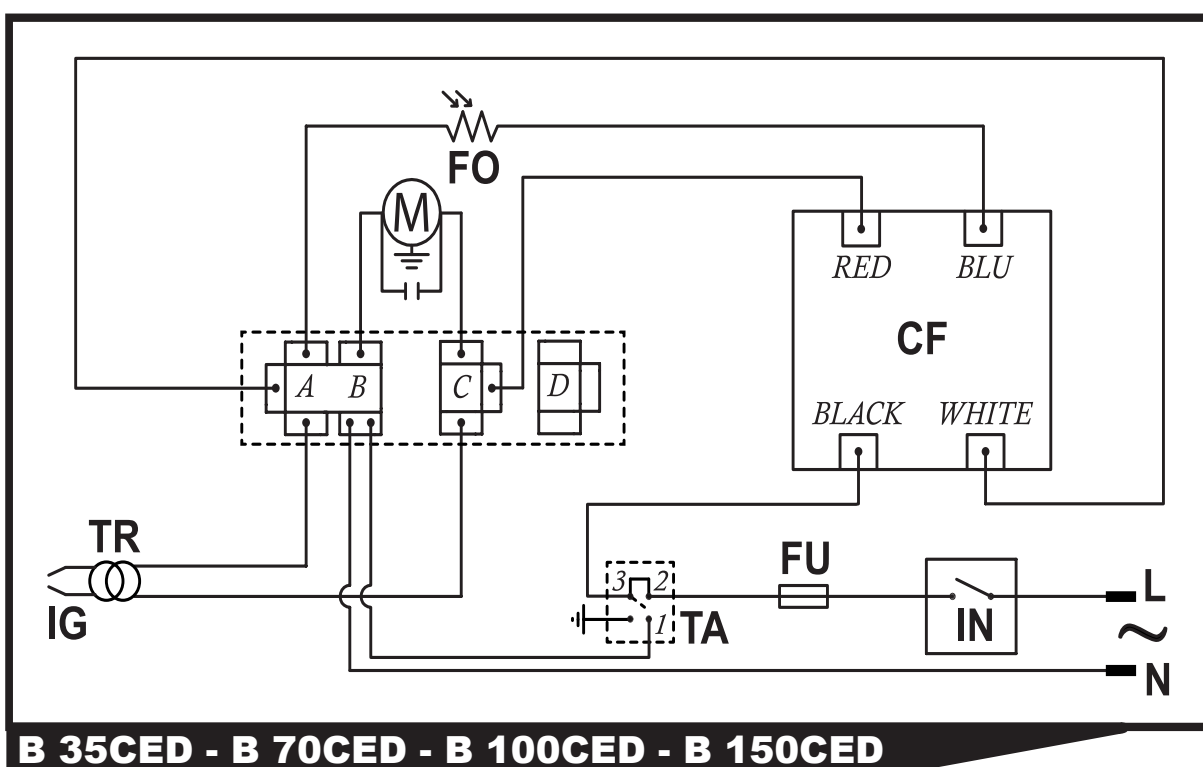 FO
M
RED
BLU
CF
A
B
C
D
BLACK
WHITE
TR
IG
3
2
1
TA
FU
IN
L
~
N
B 35CED - B 70CED - B 100CED - B 150CED